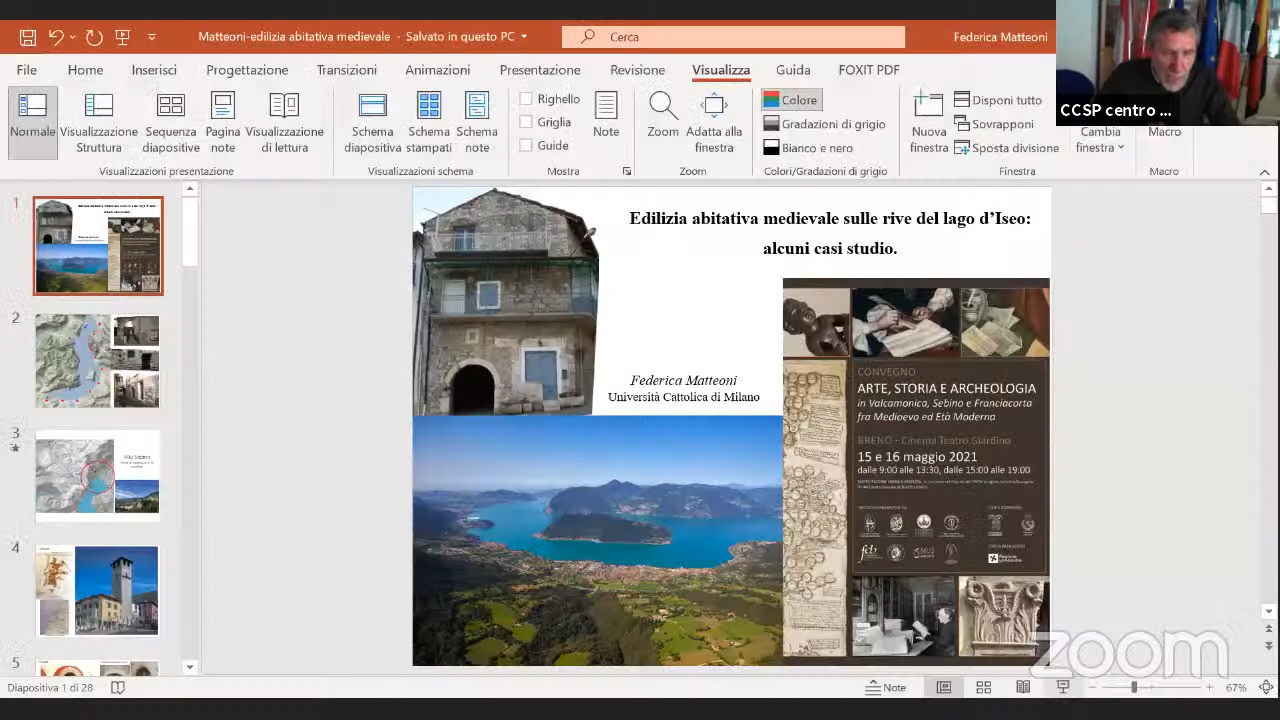 Matteoni-edilizia abitativa medievale - Salvato in questo PC
Cerca
Federica Matteoni
File
Home
Inserisci
Progettazione
Transizioni
Animazioni
Presentazione
Revisione
Visualizza
Guida
FOXIT PDF
CCSP centro ...
Normale
Visualizzazione Struttura
Sequenza diapositive
Pagina note
Visualizzazione di lettura
Visualizzazioni presentazione
Schema diapositiva
Schema stampati
Schema note
Visualizzazioni schema
Righello
Griglia
Guide
Note
Mostra
Zoom
Adatta alla finestra
Zoom
Colore
Gradazioni di grigio
Bianco e nero
Colori/Gradazioni di grigio
Nuova finestra
Disponi tutto
Sovrapponi
Sposta divisione
Cambia finestra
Finestra
Macro
Macro
1
2
3
4
5
Edilizia abitativa medievale sulle rive del lago d'Iseo:
alcuni casi studio.
Federica Matteoni
Università Cattolica di Milano
CONVEGNO
ARTE, STORIA E ARCHEOLOGIA
in Valcamonica, Sebino e Franciacorta
fra Medioevo ed Età Moderna
BRENO - Cinema Teatro Giardino
15 e 16 maggio 2021
dalle 9:00 alle 13:30, dalle 15:00 alle 19:00
zoom
Diapositiva 1 di 28
Note
67%